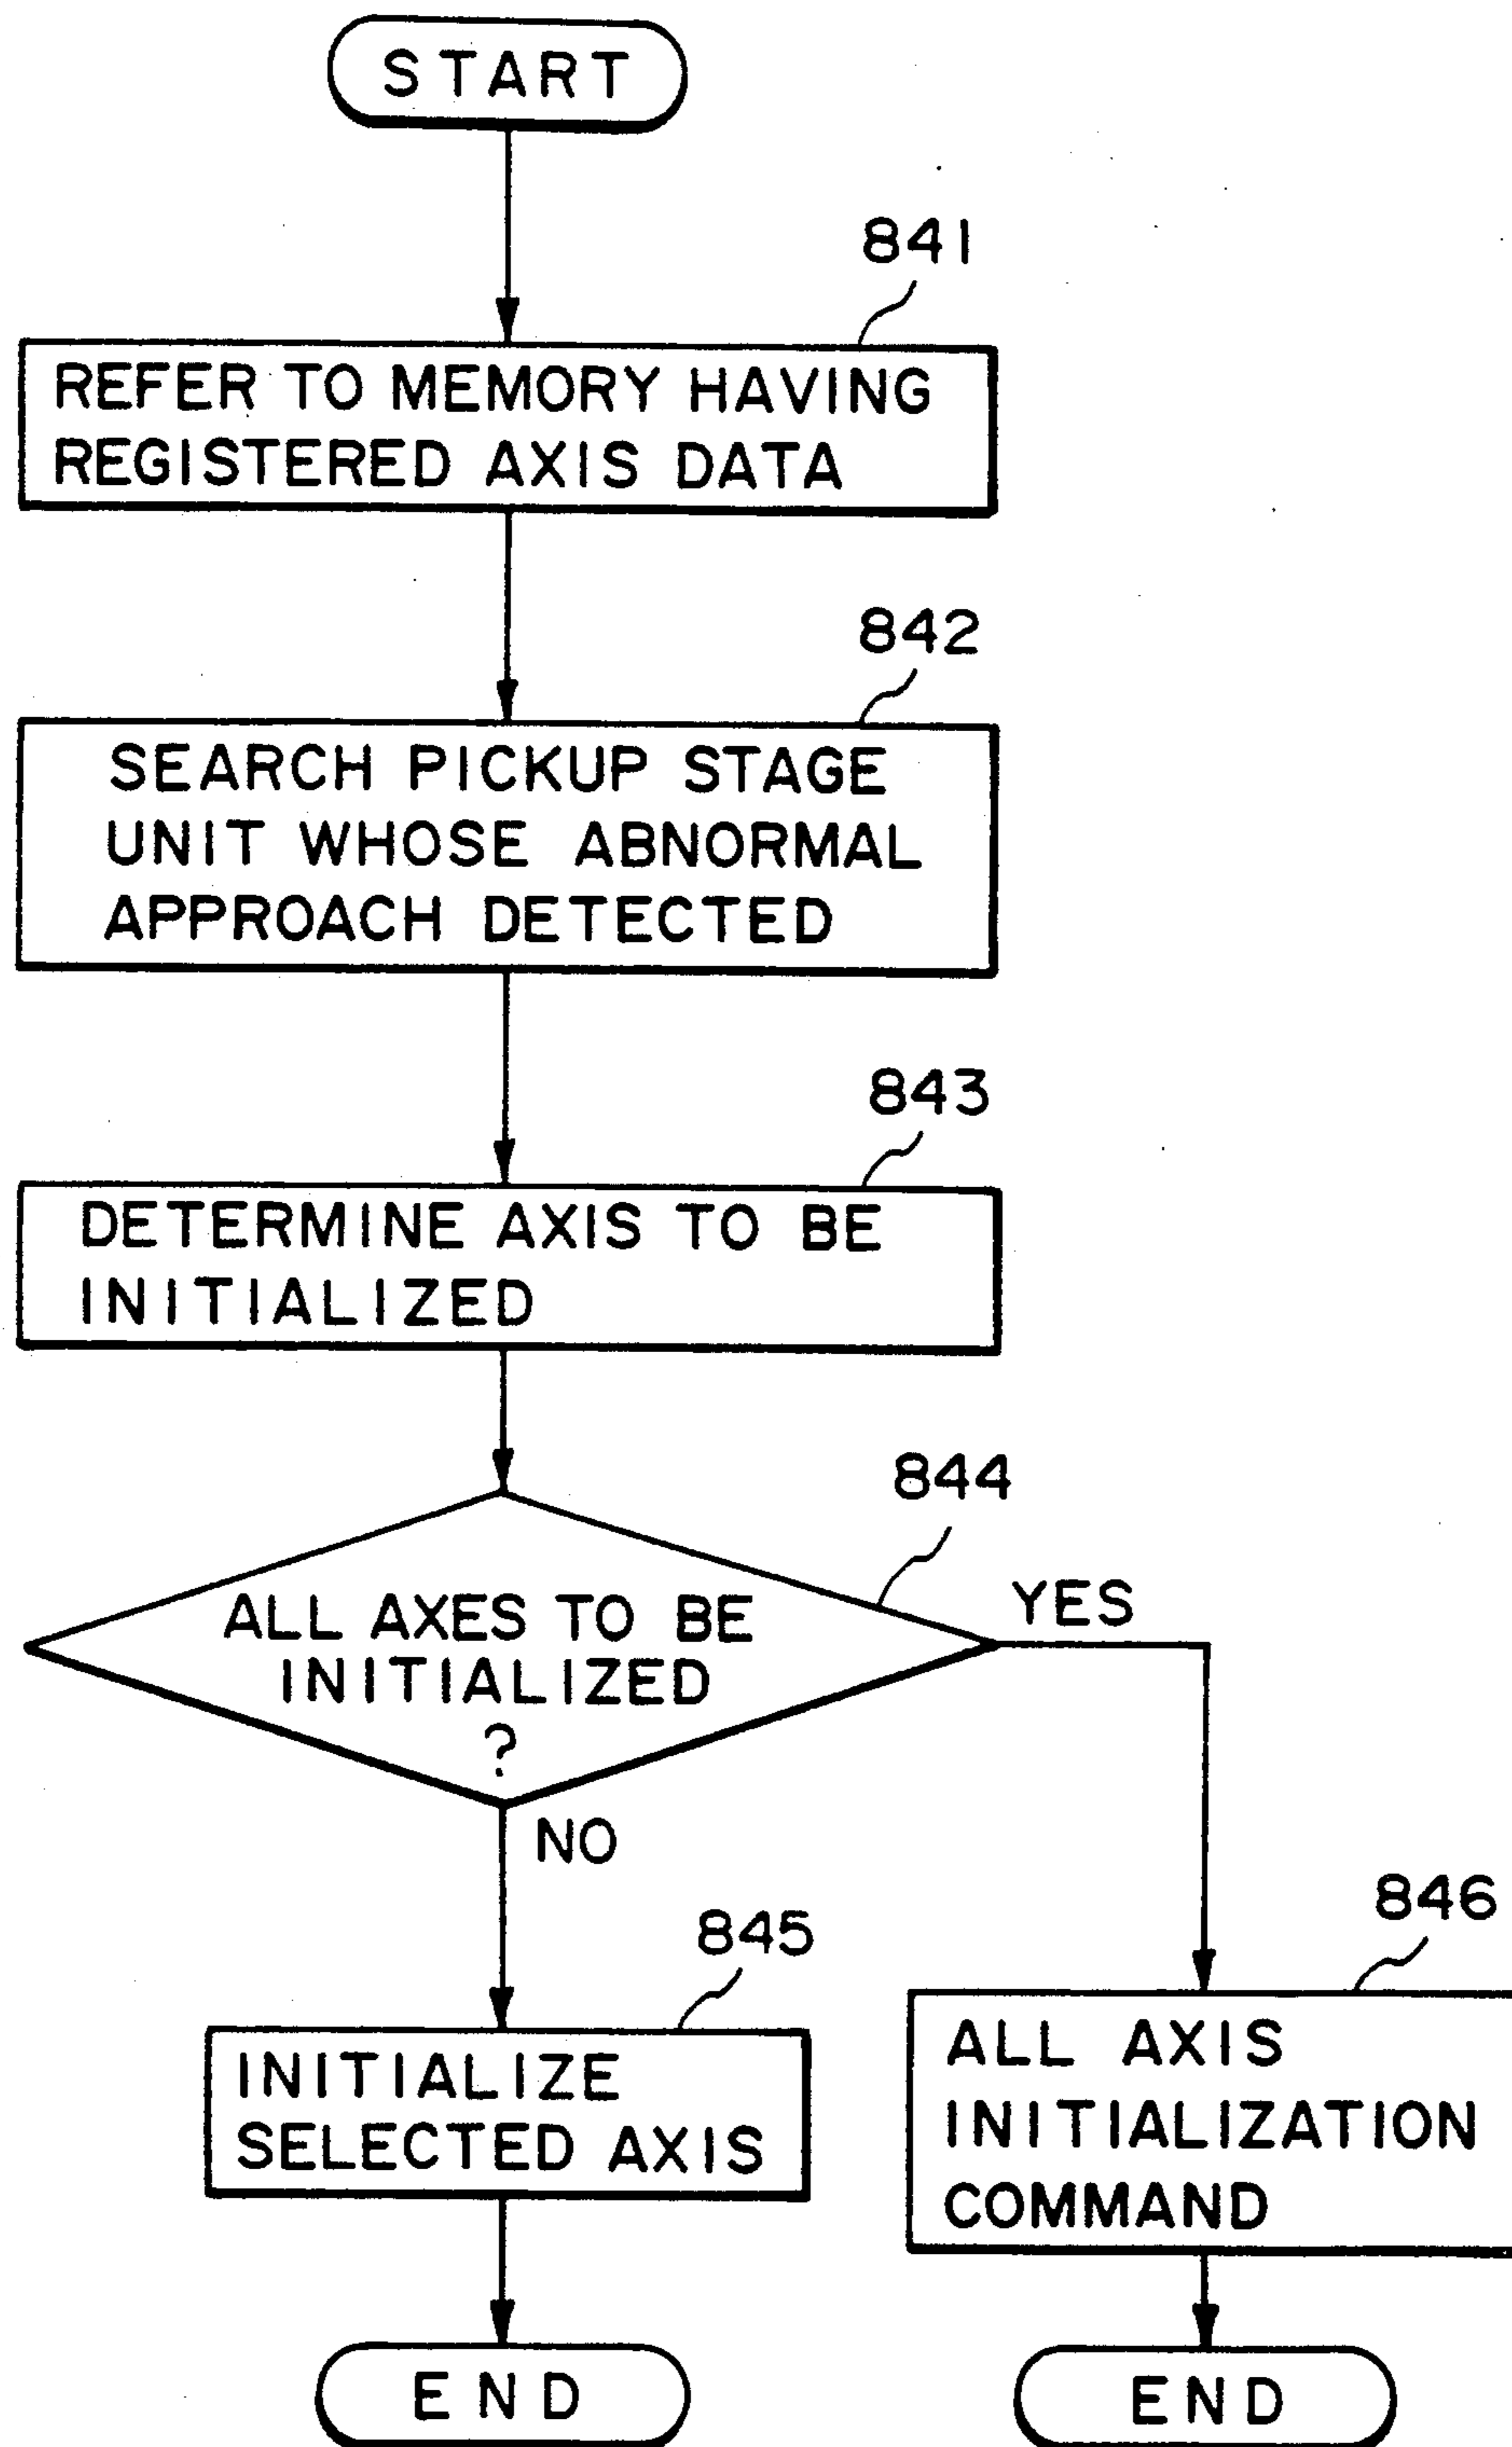 START
841
REFER TO MEMORY HAVING
REGISTERED AXIS DATA
842
SEARCH PICKUP STAGE
UNIT WHOSE ABNORMAL
APPROACH DETECTED
843
DETERMINE AXIS TO BE
INITIALIZED
844
ALL AXES TO BE
INITIALIZED
?
YES
NO
845
INITIALIZE
SELECTED AXIS
846
ALL AXIS
INITIALIZATION
COMMAND
END
END